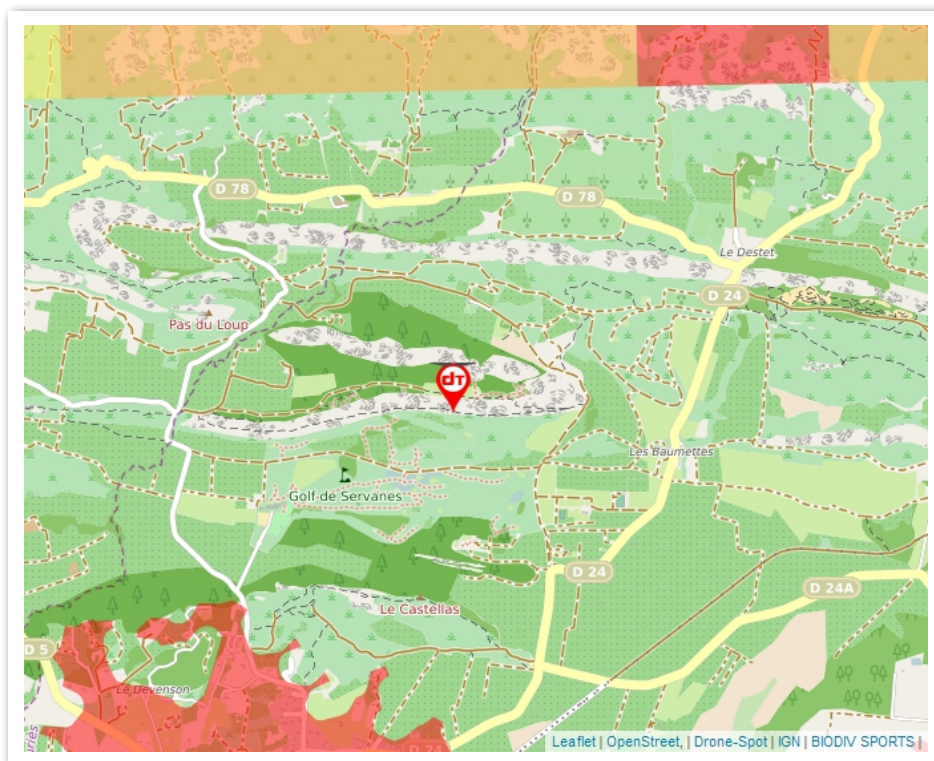 D 78
D 78
Le Destet
D 24
Pas du Loup
dT
Les Baumettes
Golf de Servanes
D 24
D 24A
Le Castellas
D 5
Le Devenson
Leaflet | OpenStreet, | Drone-Spot | IGN | BIODIV SPORTS |